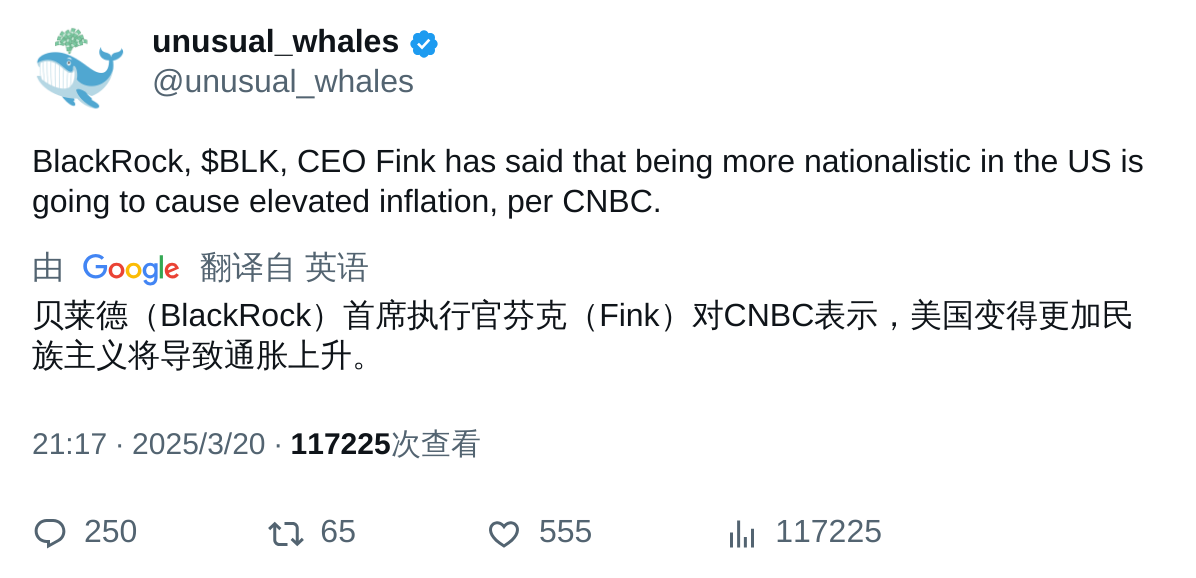 unusual_whales
@unusual_whales
BlackRock, $BLK, CEO Fink has said that being more nationalistic in the US is
going to cause elevated inflation, per CNBC.
由 Google 翻译自 英语
贝莱德（BlackRock）首席执行官芬克（Fink）对CNBC表示，美国变得更加民
族主义将导致通胀上升。
21:17 · 2025/3/20 · 117225次查看
250 65 555 117225